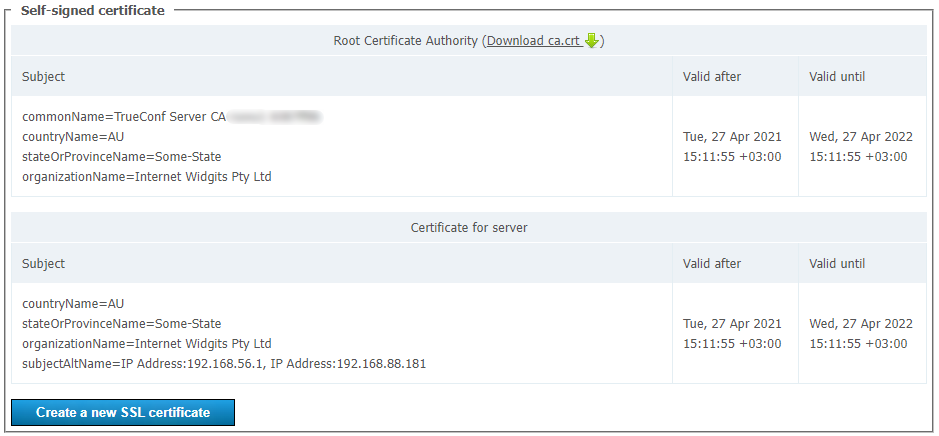 Self-signed certificate
Root Certificate Authority (Download ca.crt )
Subject Valid after Valid until
commonName=TrueConf Server CA
countryName=AU
stateOrProvinceName=Some-State
organizationName=Internet Widgits Pty Ltd
Tue, 27 Apr 2021
15:11:55 +03:00
Wed, 27 Apr 2022
15:11:55 +03:00
Certificate for server
Subject Valid after Valid until
countryName=AU
stateOrProvinceName=Some-State
organizationName=Internet Widgits Pty Ltd
subjectAltName=IP Address:192.168.56.1, IP Address:192.168.88.181
Tue, 27 Apr 2021
15:11:55 +03:00
Wed, 27 Apr 2022
15:11:55 +03:00
Create a new SSL certificate